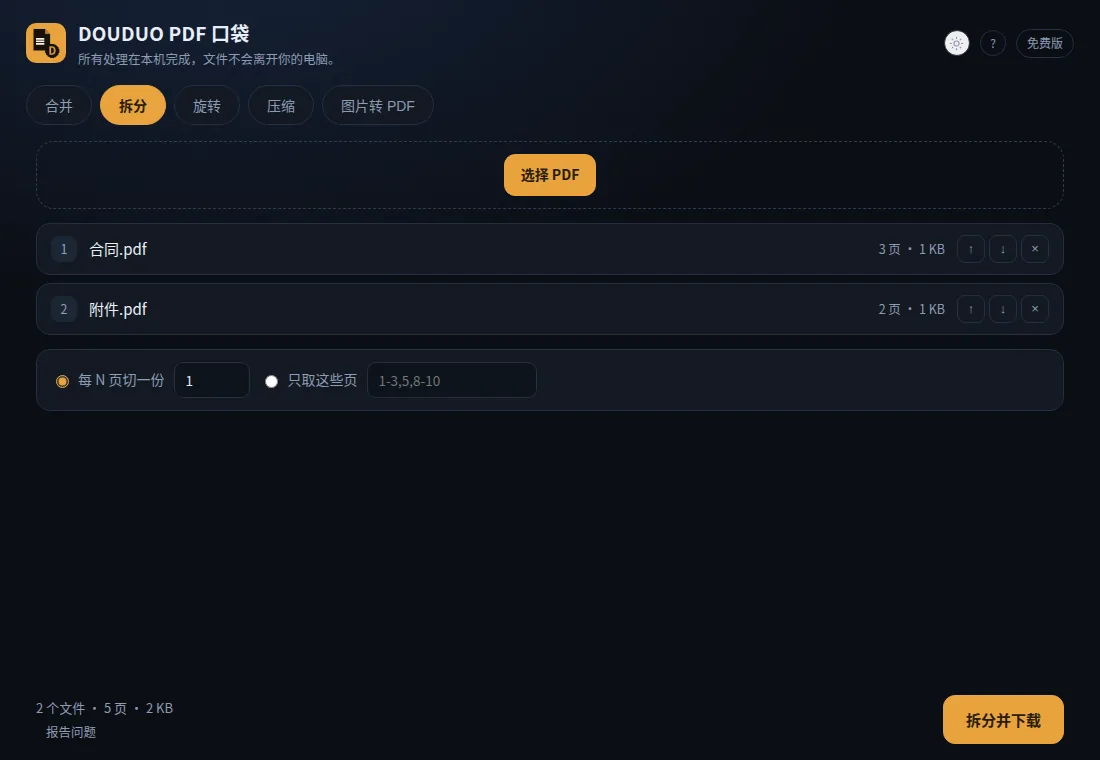 DOUDUO PDF 口袋
所有处理在本机完成，文件不会离开你的电脑。
? 免费版
合并 拆分 旋转 压缩 图片转 PDF
选择 PDF
1 合同.pdf 3 页 · 1 KB ↑ ↓ ×
2 附件.pdf 2 页 · 1 KB ↑ ↓ ×
每 N 页切一份 1 只取这些页 1-3,5,8-10
2 个文件 · 5 页 · 2 KB
报告问题
拆分并下载